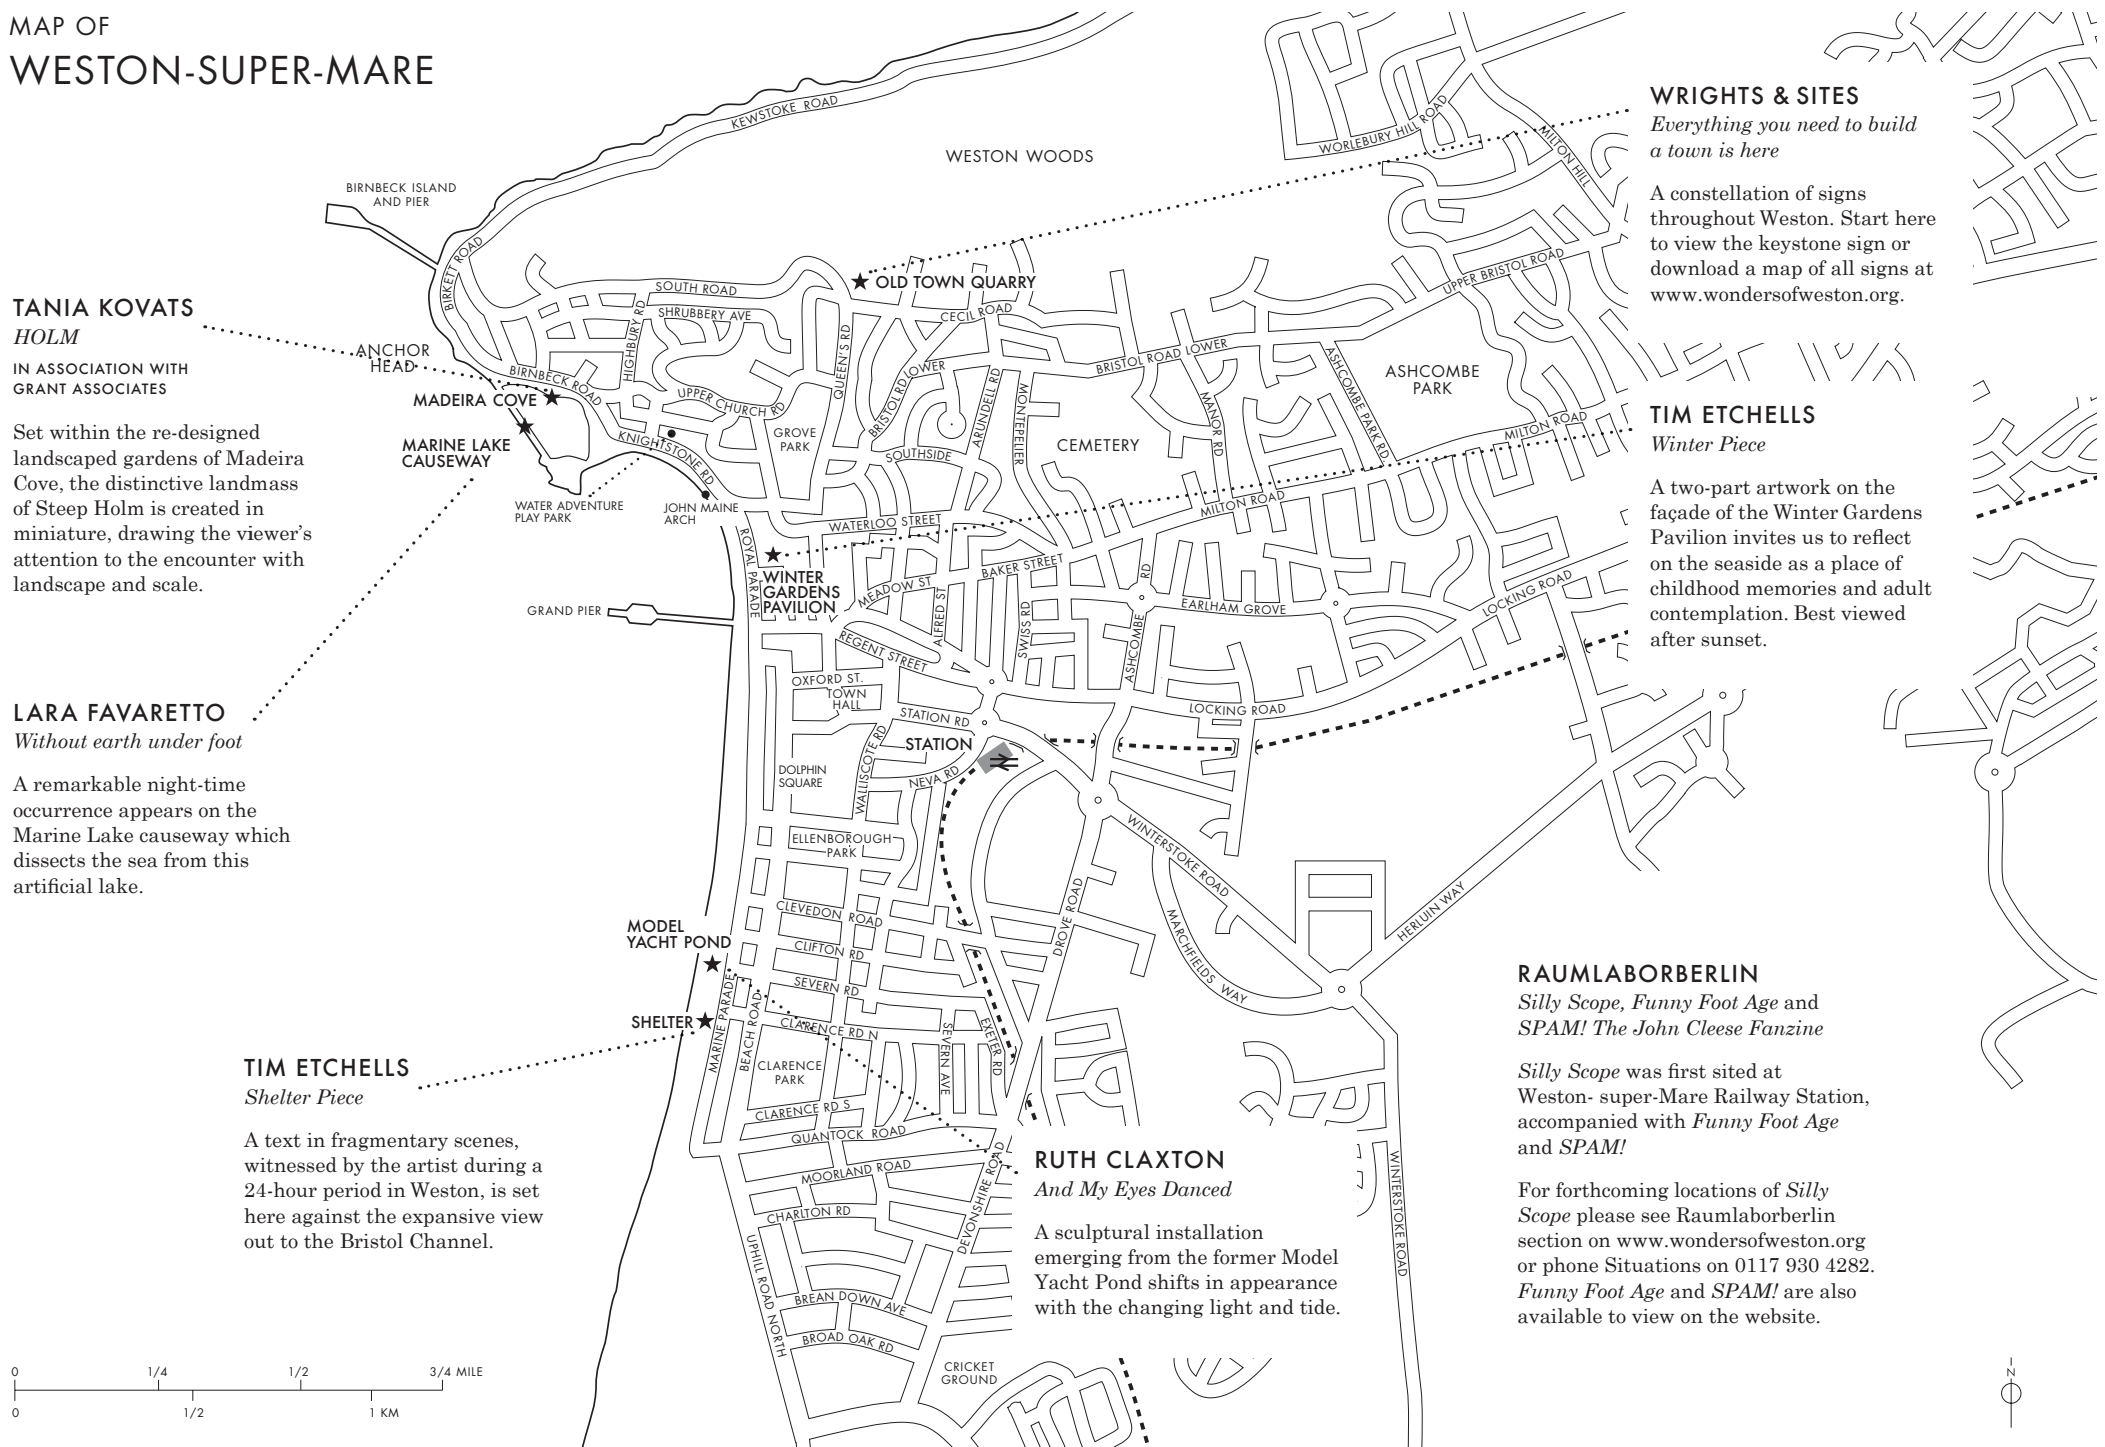 MAP OF
WESTON-SUPER-MARE
KEWSTOKE ROAD
WESTON WOODS
WORLEBURY HILL ROAD
MILTON HILL
BIRNBECK ISLAND
AND PIER
BIRKETT ROAD
SOUTH ROAD
SHRUBBERY AVE
HIGHBURY RD
OLD TOWN QUARRY
CECIL ROAD
UPPER BRISTOL ROAD
WRIGHTS & SITES
Everything you need to build
a town is here
A constellation of signs
throughout Weston. Start here
to view the keystone sign or
download a map of all signs at
www.wondersofweston.org.
TANIA KOVATS
HOLM
IN ASSOCIATION WITH
GRANT ASSOCIATES
Set within the re-designed
landscaped gardens of Madeira
Cove, the distinctive landmass
of Steep Holm is created in
miniature, drawing the viewer's
attention to the encounter with
landscape and scale.
ANCHOR
HEAD
BIRNBECK ROAD
MADEIRA COVE
MARINE LAKE
CAUSEWAY
UPPER CHURCH RD
KNIGHTSTONE RD
GROVE
PARK
QUEEN'S RD
BRISTOL RD LOWER
ARUNDELL RD
MONTEPELIER
SOUTHSIDE
CEMETERY
BRISTOL ROAD LOWER
MANOR RD
ASHCOMBE PARK RD
ASHCOMBE
PARK
MILTON ROAD
MILTON ROAD
WATER ADVENTURE
PLAY PARK
JOHN MAINE
ARCH
WATERLOO STREET
ROYAL PARADE
WINTER
GARDENS
PAVILION
GRAND PIER
MEADOW ST
ALFRED ST
BAKER STREET
SWISS RD
ASHCOMBE RD
EARLHAM GROVE
LOCKING ROAD
REGENT STREET
OXFORD ST.
TOWN
HALL
STATION RD
STATION
LOCKING ROAD
WALLISCOTE RD
NEVA RD
DOLPHIN
SQUARE
ELLENBOROUGH
PARK
TIM ETCHELLS
Winter Piece
A two-part artwork on the
façade of the Winter Gardens
Pavilion invites us to reflect
on the seaside as a place of
childhood memories and adult
contemplation. Best viewed
after sunset.
LARA FAVARETTO
Without earth under foot
A remarkable night-time
occurrence appears on the
Marine Lake causeway which
dissects the sea from this
artificial lake.
WINTERSTOKE ROAD
DROVE ROAD
MARCHFIELDS WAY
HERLUIN WAY
CLEVEDON ROAD
CLIFTON RD
SEVERN RD
MODEL
YACHT POND
SHELTER
MARINE PARADE
BEACH ROAD
CLARENCE RD N
SEVERN AVE
EXETER RD
CLARENCE
PARK
CLARENCE RD S
QUANTOCK ROAD
MOORLAND ROAD
CHARLTON RD
DEVONSHIRE ROAD
UPHILL ROAD NORTH
BREAN DOWN AVE
BROAD OAK RD
CRICKET
GROUND
WINTERSTOKE ROAD
TIM ETCHELLS
Shelter Piece
A text in fragmentary scenes,
witnessed by the artist during a
24-hour period in Weston, is set
here against the expansive view
out to the Bristol Channel.
RUTH CLAXTON
And My Eyes Danced
A sculptural installation
emerging from the former Model
Yacht Pond shifts in appearance
with the changing light and tide.
RAUMLABORBERLIN
Silly Scope, Funny Foot Age and
SPAM! The John Cleese Fanzine
Silly Scope was first sited at
Weston- super-Mare Railway Station,
accompanied with Funny Foot Age
and SPAM!
For forthcoming locations of Silly
Scope please see Raumlaborberlin
section on www.wondersofweston.org
or phone Situations on 0117 930 4282.
Funny Foot Age and SPAM! are also
available to view on the website.
0 1/4 1/2 3/4 MILE
0 1/2 1 KM
N